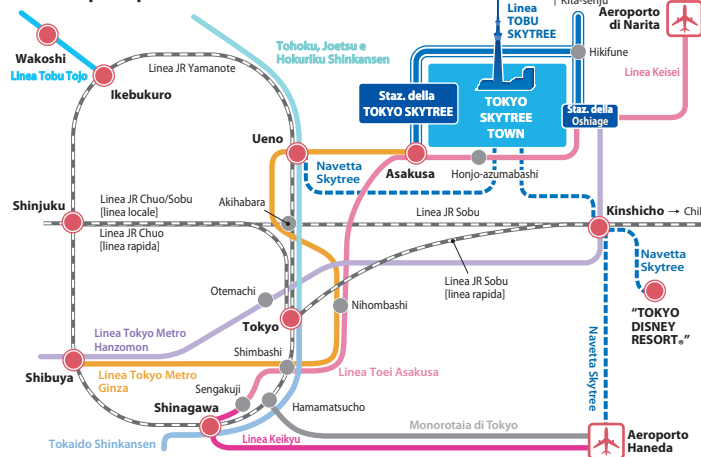 Kita-senju
Linea
TOBU
SKYTREE
Aeroporto
di Narita
Wakoshi
Linea Tobu Tojo
Ikebukuro
Linea JR Yamanote
Tohoku, Joetsu e
Hokuriku Shinkansen
Hikifune
Linea Keisei
Staz. della
TOKYO SKYTREE
TOKYO
SKYTREE
TOWN
Staz. della
Oshiage
Ueno
Navetta
Skytree
Asakusa
Honjo-azumabashi
Shinjuku
Linea JR Chuo/Sobu
[linea locale]
Linea JR Chuo
[linea rapida]
Akihabara
Linea JR Sobu
Kinshicho →
Navetta
Skytree
Linea JR Sobu
[linea rapida]
Otemachi
Nihombashi
"TOKYO
DISNEY
RESORT®"
Tokyo
Linea Tokyo Metro
Hanzomon
Shimbashi
Navetta Skytree
Shibuya
Linea Tokyo Metro
Ginza
Linea Toei Asakusa
Sengakuji
Shinagawa
Hamamatsucho
Monorotaia di Tokyo
Tokaido Shinkansen
Linea Keikyu
Aeroporto
Haneda